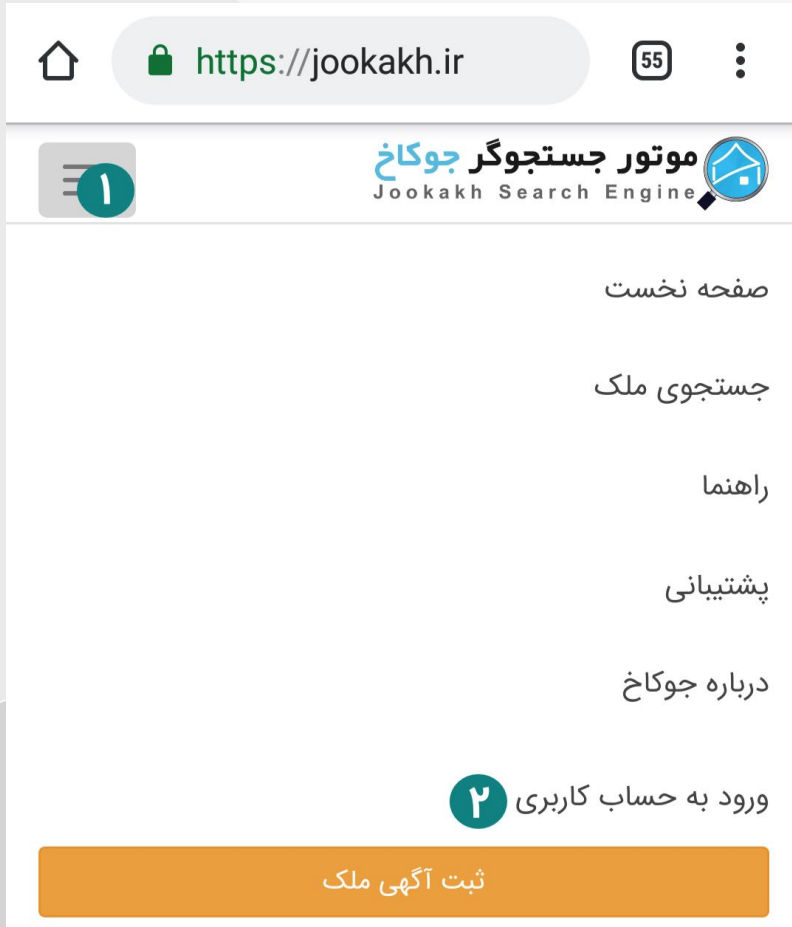 https://jookakh.ir
55
موتور جستجوگر جوکاخ
Jookakh Search Engine
۱
صفحه نخست
جستجوی ملک
راهنما
پشتیبانی
درباره جوکاخ
ورود به حساب کاربری ۲
ثبت آگهی ملک